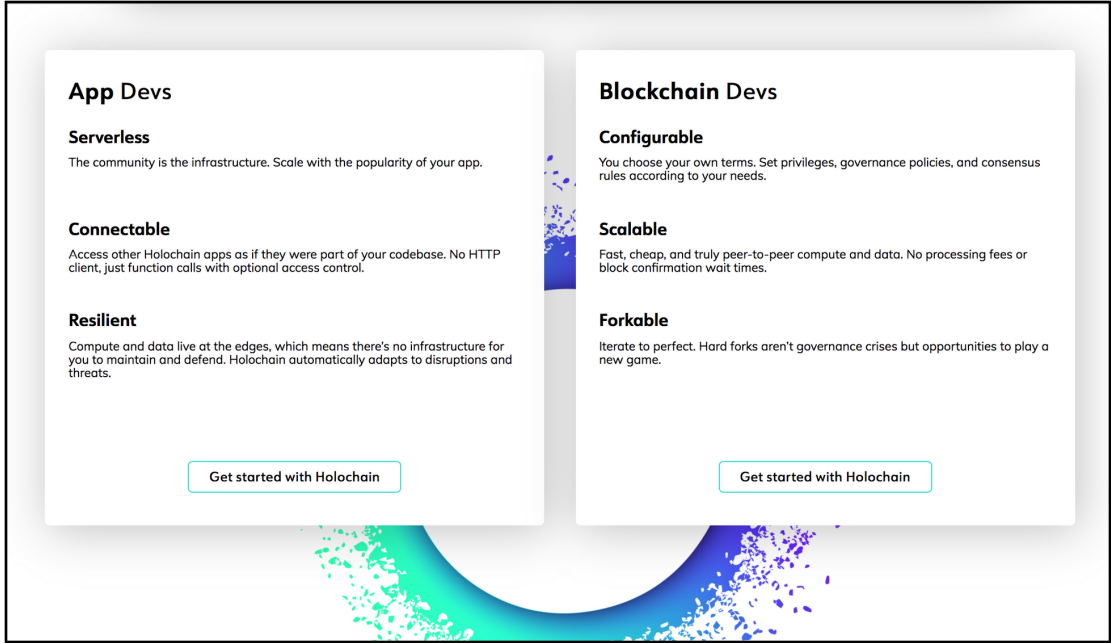 App Devs
Serverless
The community is the infrastructure. Scale with the popularity of your app.
Connectable
Access other Holochain apps as if they were part of your codebase. No HTTP
client, just function calls with optional access control.
Resilient
Compute and data live at the edges, which means there's no infrastructure for
you to maintain and defend. Holochain automatically adapts to disruptions and
threats.
Get started with Holochain
Blockchain Devs
Configurable
You choose your own terms. Set privileges, governance policies, and consensus
rules according to your needs.
Scalable
Fast, cheap, and truly peer-to-peer compute and data. No processing fees or
block confirmation wait times.
Forkable
Iterate to perfect. Hard forks aren't governance crises but opportunities to play a
new game.
Get started with Holochain